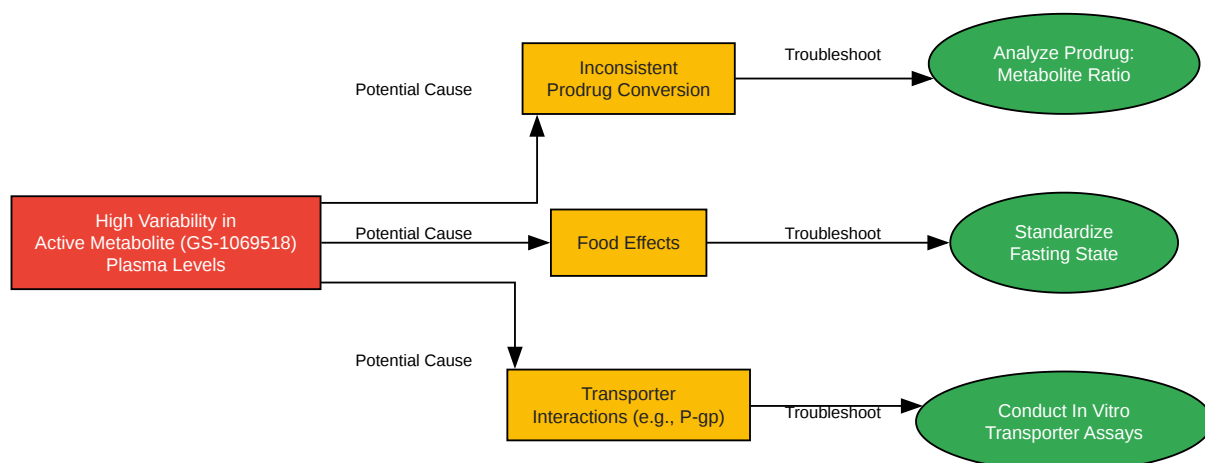 Inconsistent
Prodrug Conversion
Troubleshoot
Analyze Prodrug:
Metabolite Ratio
Potential Cause
High Variability in
Active Metabolite (GS-1069518)
Plasma Levels
Potential Cause
Food Effects
Troubleshoot
Standardize
Fasting State
Potential Cause
Transporter
Interactions (e.g., P-gp)
Troubleshoot
Conduct In Vitro
Transporter Assays